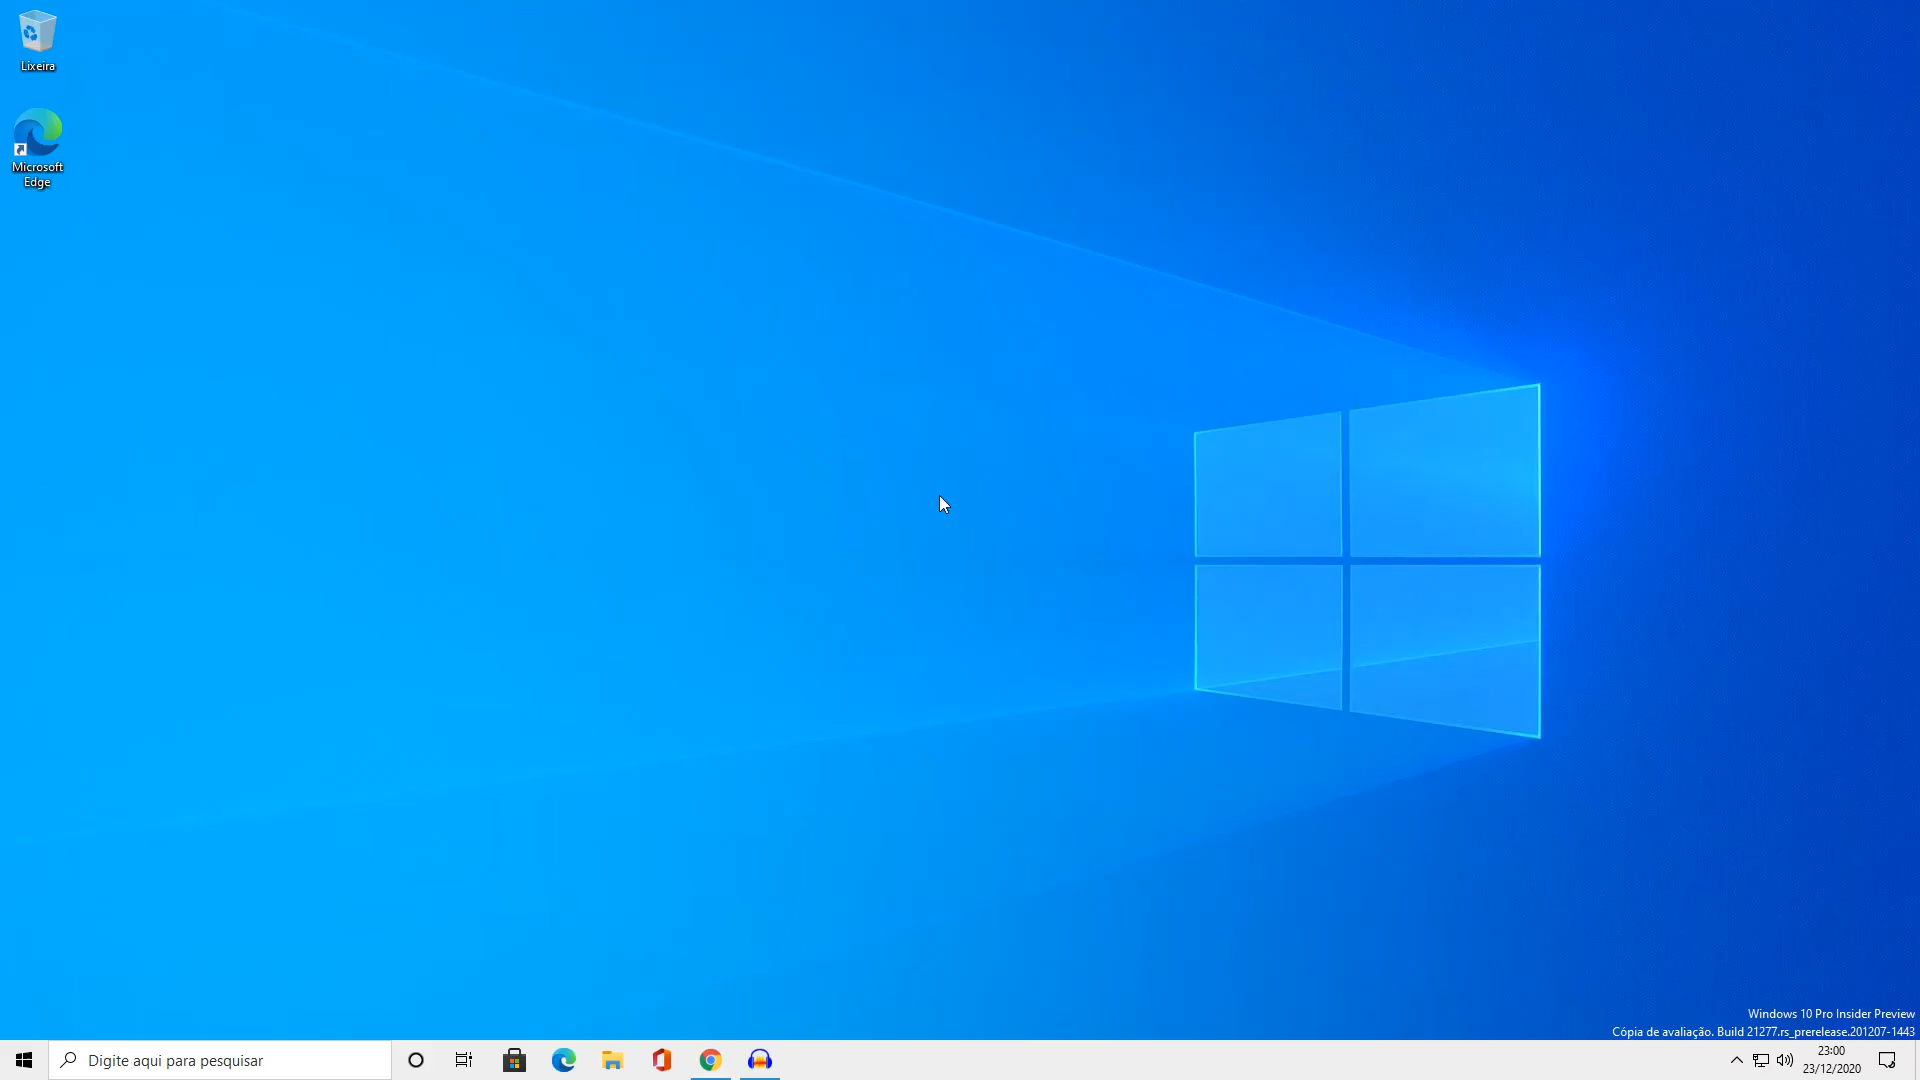 Lixeira
Microsoft
Edge
Windows 10 Pro Insider Preview
Cópia de avaliação. Build 21277.rs_prerelease.201207-1443
Digite aqui para pesquisar
23:00
23/12/2020